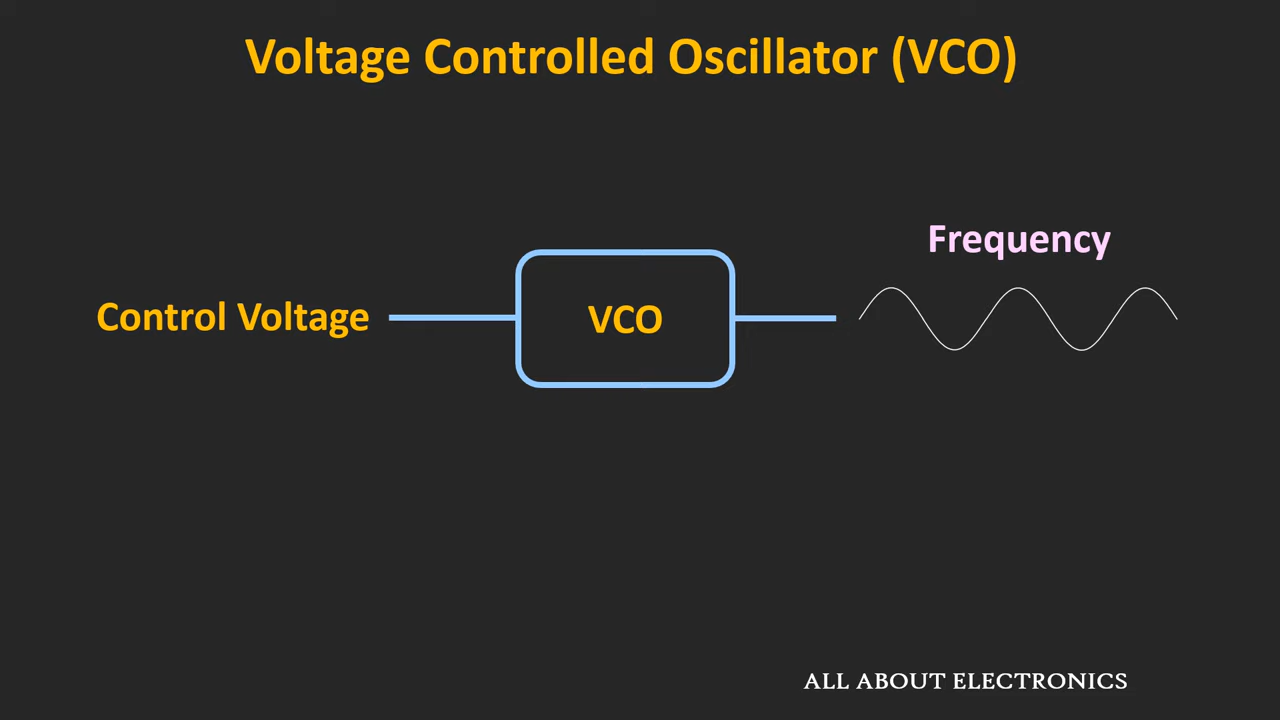 Voltage Controlled Oscillator (VCO)
Frequency
Control Voltage
VCO
ALL ABOUT ELECTRONICS